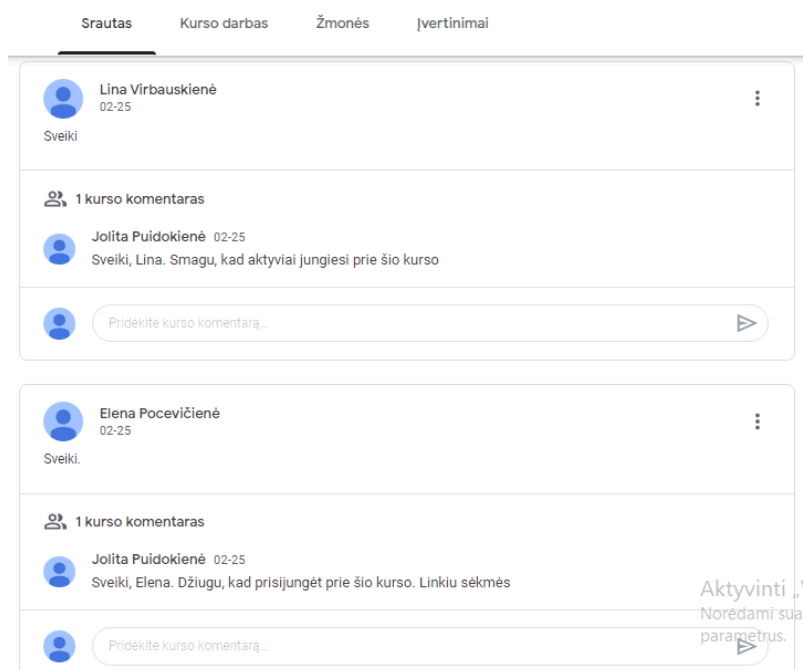 Srautas Kurso darbas Žmonės Įvertinimai
Lina Virbauskienė
02-25
Sveiki
1 kurso komentaras
Jolita Puidokienė 02-25
Sveiki, Lina. Smagu, kad aktyviai jungiesi prie šio kurso
Pridėkite kurso komentarą...
Elena Pocevičienė
02-25
Sveiki.
1 kurso komentaras
Jolita Puidokienė 02-25
Sveiki, Elena. Džiugu, kad prisijungėt prie šio kurso. Linkiu sėkmės
Aktyvinti „W
Norėdami sua
parametrus.
Pridėkite kurso komentarą...